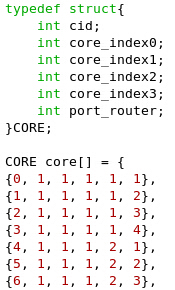 typedef struct{
    int cid;
    int core_index0;
    int core_index1;
    int core_index2;
    int core_index3;
    int port_router;
}CORE;

CORE core[] = {
{0, 1, 1, 1, 1, 1},
{1, 1, 1, 1, 1, 2},
{2, 1, 1, 1, 1, 3},
{3, 1, 1, 1, 1, 4},
{4, 1, 1, 1, 2, 1},
{5, 1, 1, 1, 2, 2},
{6, 1, 1, 1, 2, 3},